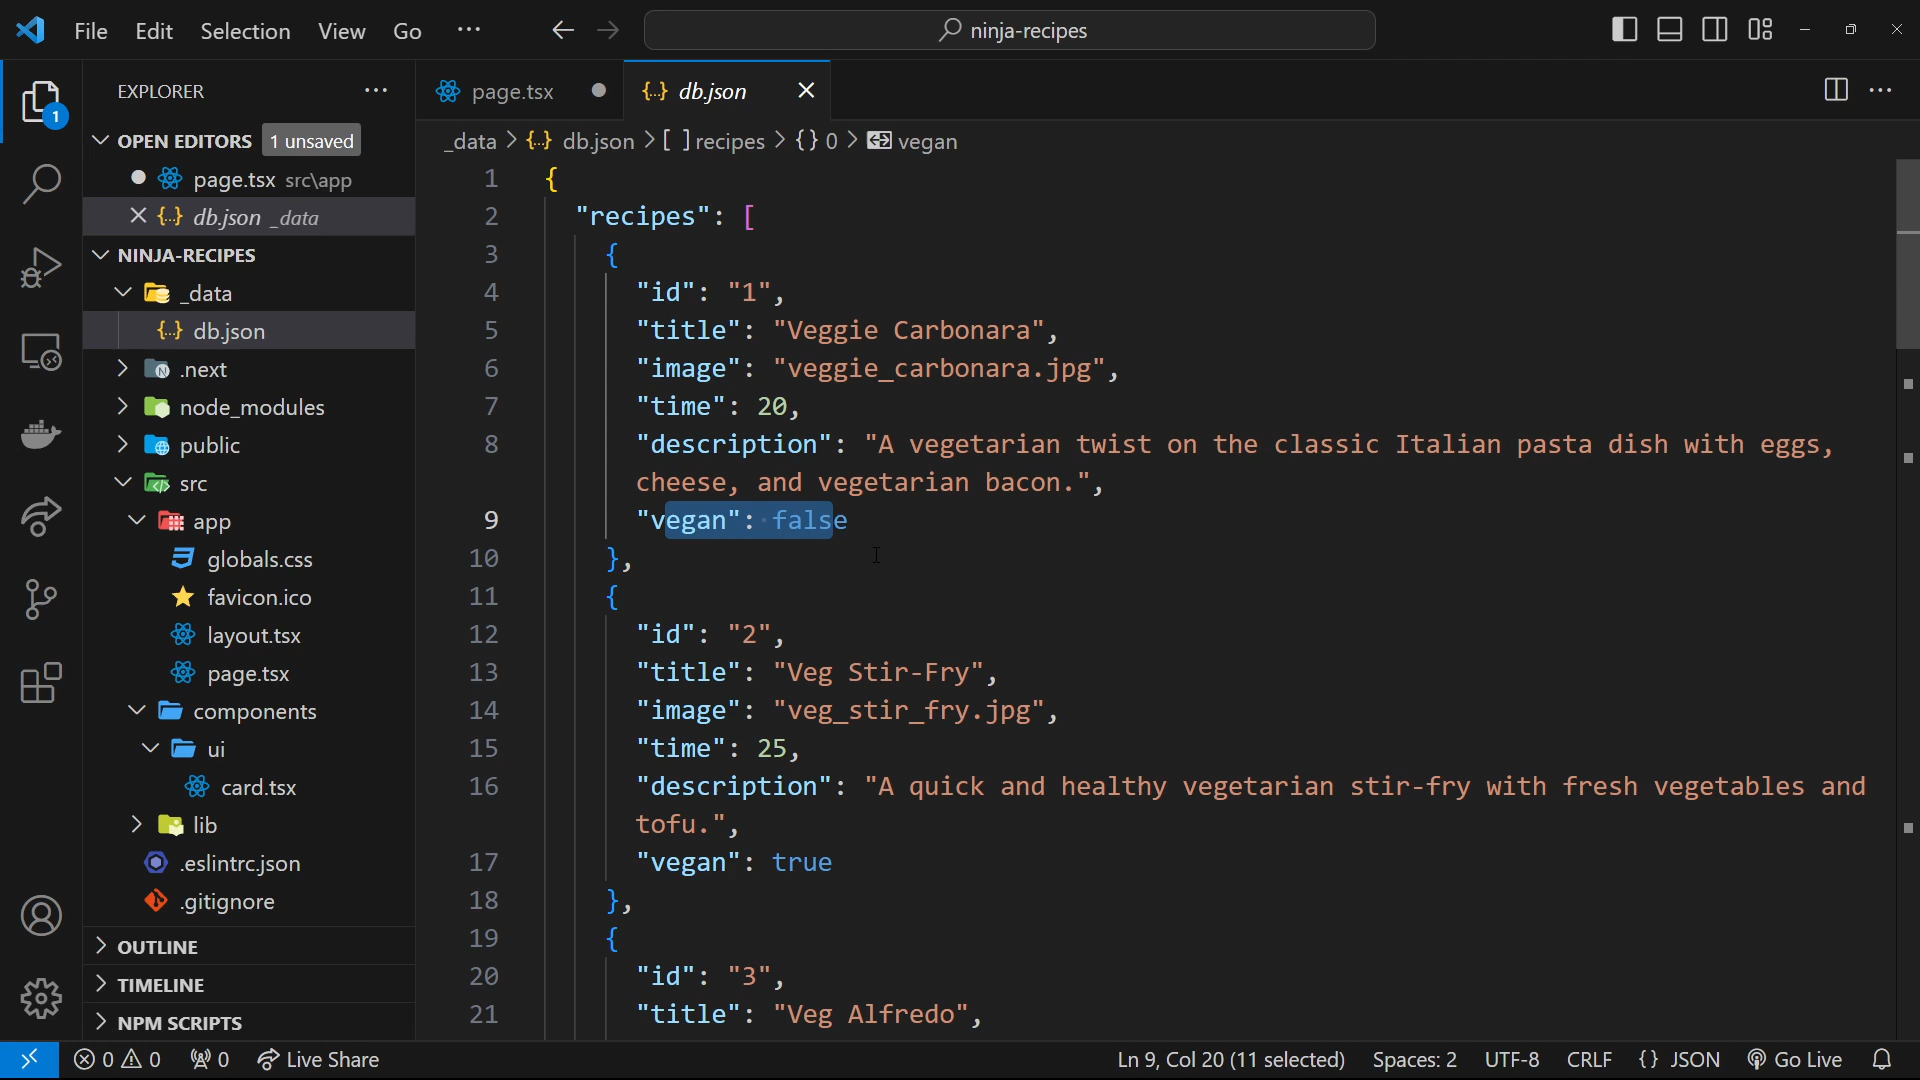 File Edit Selection View Go ··· ninja-recipes
EXPLORER
page.tsx
db.json
OPEN EDITORS 1 unsaved
_data > db.json > [ ] recipes > {} 0 > vegan
page.tsx src\app
db.json _data
NINJA-RECIPES
_data
db.json
.next
node_modules
public
src
app
globals.css
favicon.ico
layout.tsx
page.tsx
components
ui
card.tsx
lib
.eslintrc.json
.gitignore
OUTLINE
TIMELINE
NPM SCRIPTS
1 {
2 "recipes": [
3 {
4 "id": "1",
5 "title": "Veggie Carbonara",
6 "image": "veggie_carbonara.jpg",
7 "time": 20,
8 "description": "A vegetarian twist on the classic Italian pasta dish with eggs,
cheese, and vegetarian bacon.",
9 "vegan": false
10 },
11 {
12 "id": "2",
13 "title": "Veg Stir-Fry",
14 "image": "veg_stir_fry.jpg",
15 "time": 25,
16 "description": "A quick and healthy vegetarian stir-fry with fresh vegetables and
tofu.",
17 "vegan": true
18 },
19 {
20 "id": "3",
21 "title": "Veg Alfredo",
0 0 0 Live Share Ln 9, Col 20 (11 selected) Spaces: 2 UTF-8 CRLF {} JSON Go Live
1